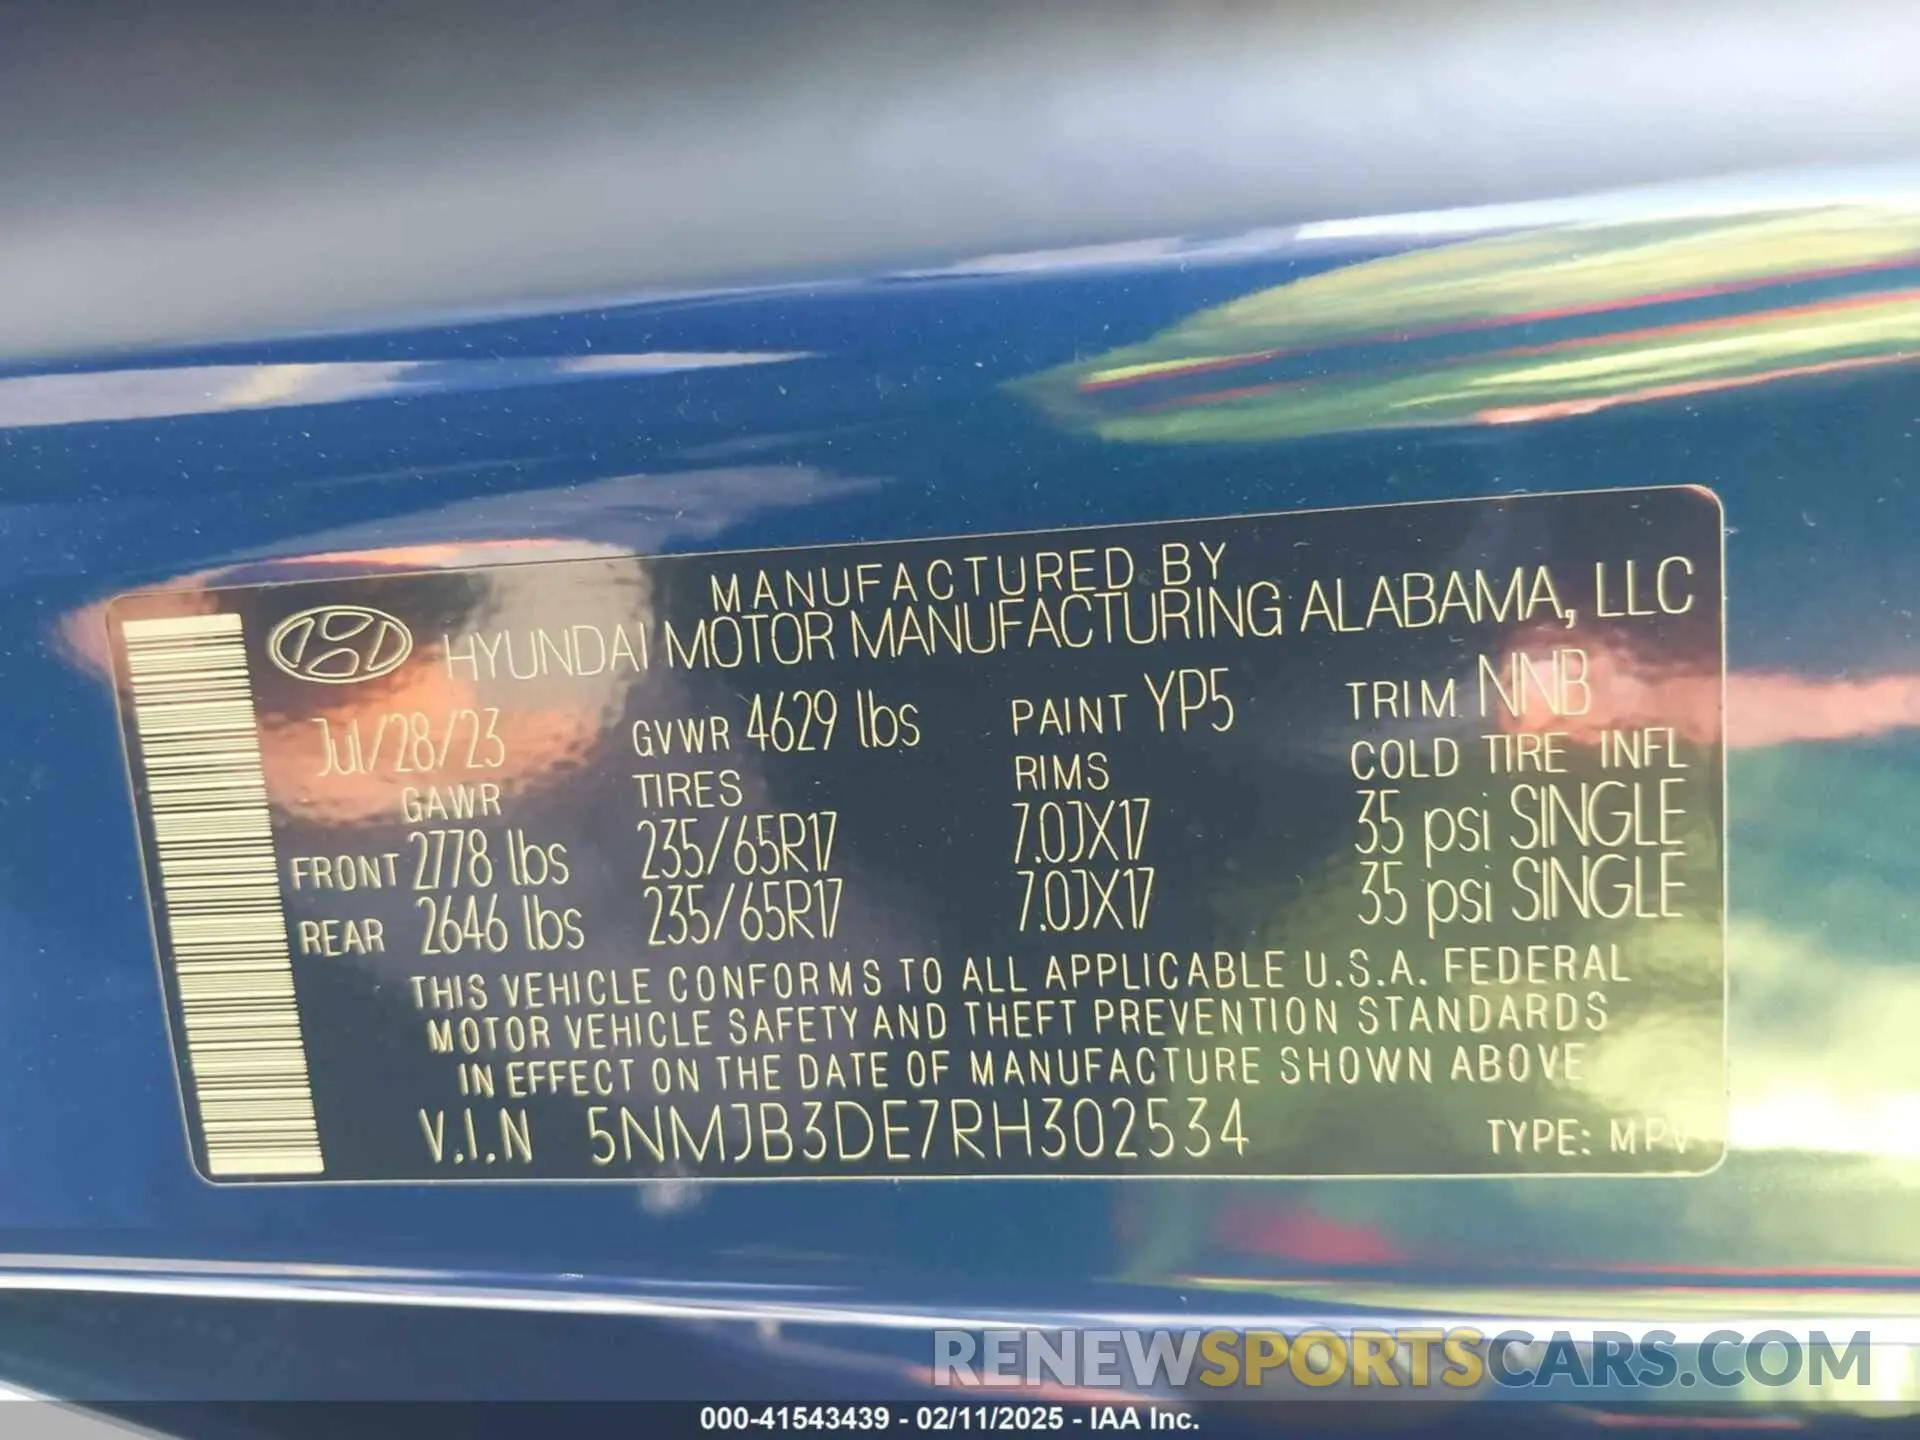 MANUFACTURED BY
HYUNDAI MOTOR MANUFACTURING ALABAMA, LLC
Jul/28/23 GVWR 4629 lbs PAINT YP5 TRIM NNB
GAWR TIRES RIMS COLD TIRE INFL
FRONT 2778 lbs 235/65R17 7.0JX17 35 psi SINGLE
REAR 2646 lbs 235/65R17 7.0JX17 35 psi SINGLE
THIS VEHICLE CONFORMS TO ALL APPLICABLE U.S.A. FEDERAL
MOTOR VEHICLE SAFETY AND THEFT PREVENTION STANDARDS
IN EFFECT ON THE DATE OF MANUFACTURE SHOWN ABOVE
V.I.N 5NMJB3DE7RH302534 TYPE: MPV
RENEWSPORTSCARS.COM
000-41543439 - 02/11/2025 - IAA Inc.